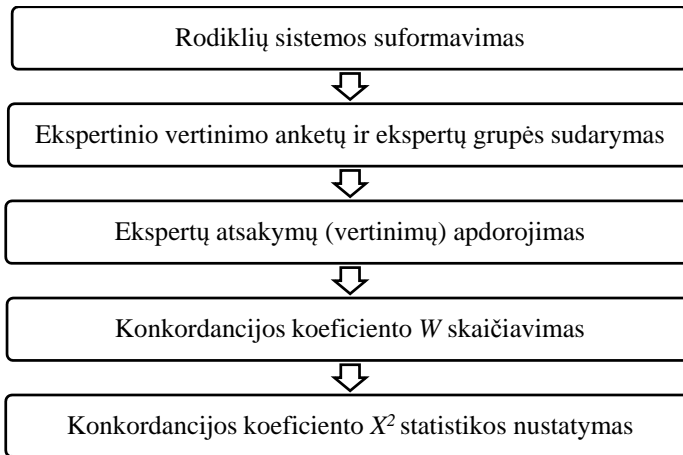 Rodiklių sistemos suformavimas
Ekspertinio vertinimo anketų ir ekspertų grupės sudarymas
Ekspertų atsakymų (vertinimų) apdorojimas
Konkordancijos koeficiento W skaičiavimas
Konkordancijos koeficiento X² statistikos nustatymas